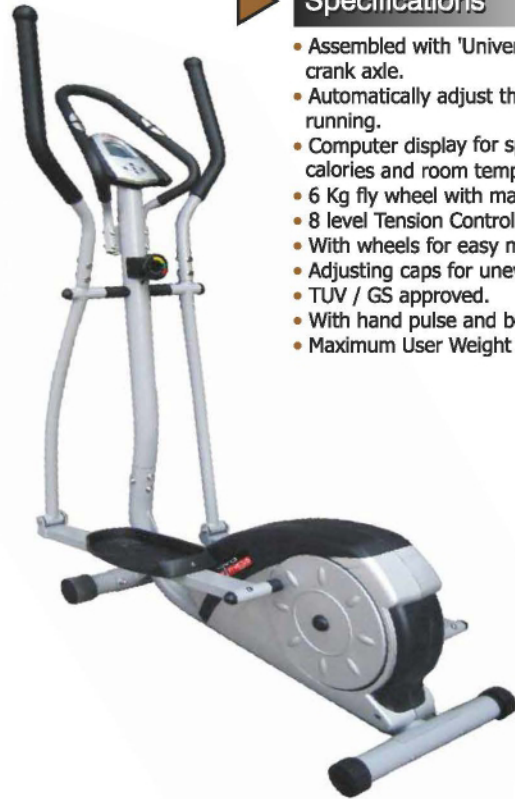 Specifications
• Assembled with 'Univer
crank axle.
• Automatically adjust th
running.
• Computer display for s
calories and room temp
• 6 Kg fly wheel with ma
• 8 level Tension Control
• With wheels for easy m
• Adjusting caps for unev
• TUV / GS approved.
• With hand pulse and b
• Maximum User Weight